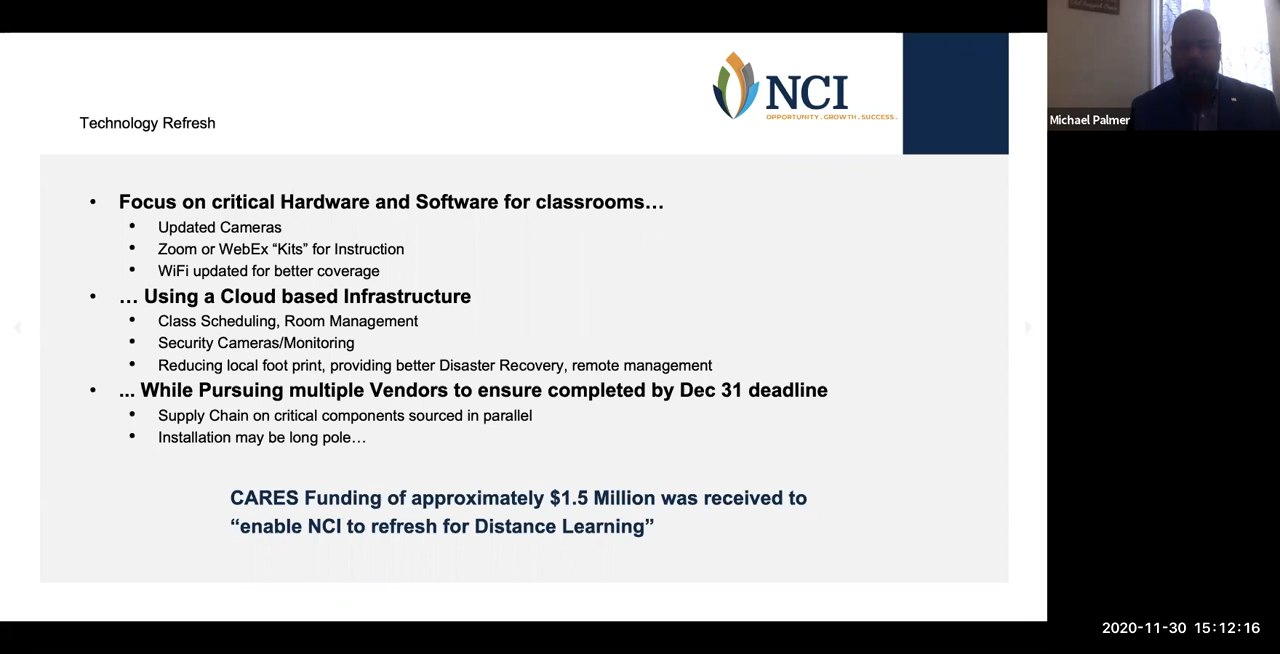 NCI
OPPORTUNITY. GROWTH. SUCCESS.
Technology Refresh
• Focus on critical Hardware and Software for classrooms…
• Updated Cameras
• Zoom or WebEx “Kits” for Instruction
• WiFi updated for better coverage
• … Using a Cloud based Infrastructure
• Class Scheduling, Room Management
• Security Cameras/Monitoring
• Reducing local foot print, providing better Disaster Recovery, remote management
• ... While Pursuing multiple Vendors to ensure completed by Dec 31 deadline
• Supply Chain on critical components sourced in parallel
• Installation may be long pole…
CARES Funding of approximately $1.5 Million was received to
“enable NCI to refresh for Distance Learning”
Michael Palmer
2020-11-30 15:12:16